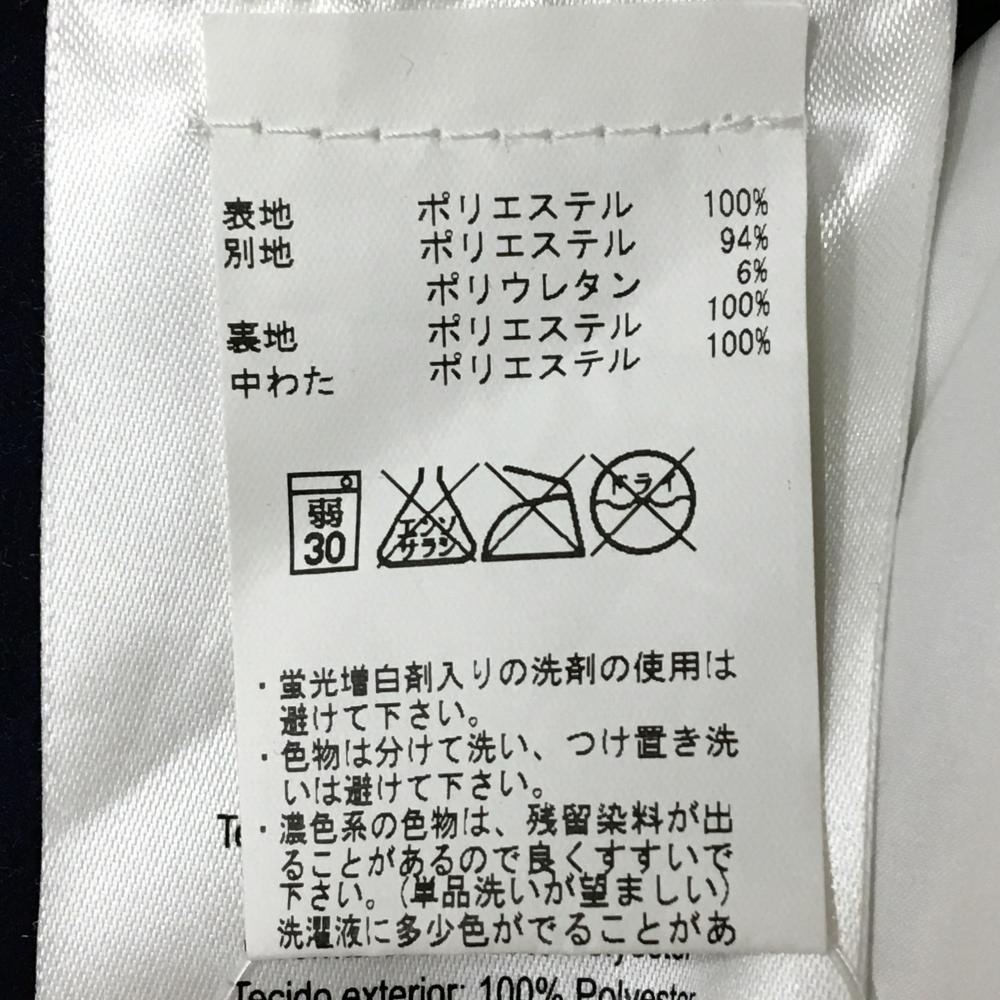 表地 ポリエステル 100%
別地 ポリエステル 94%
ポリウレタン 6%
裏地 ポリエステル 100%
中わた ポリエステル 100%
弱
30
エンソ
サラシ
ドライ
・蛍光増白剤入りの洗剤の使用は
避けて下さい。
・色物は分けて洗い、つけ置き洗
いは避けて下さい。
・濃色系の色物は、残留染料が出
ることがあるので良くすすいで
下さい。(単品洗いが望ましい)
洗濯液に多少色がでることがあ
Te
Tecido exterior: 100% Polyester